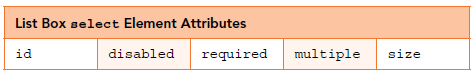 List Box select Element Attributes
id disabled required multiple size